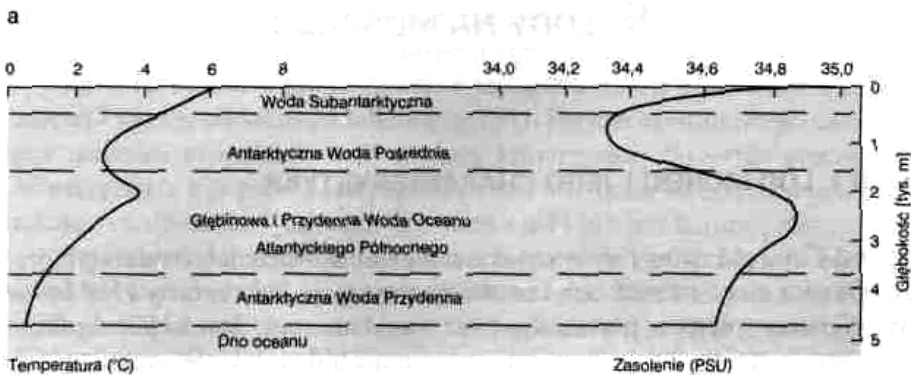 a
0 2 4 6 8 34,0 34,2 34,4 34,6 34,8 35,0
0
Woda Subantarktyczna
1
Antarktyczna Woda Pośrednia
2
Głębinowa i Przydenna Woda Oceanu
Atlantyckiego Północnego
3
Antarktyczna Woda Przydenna
4
Dno oceanu
5
Głębokość [tys. m]
Temperatura (°C) Zasolenie (PSU)